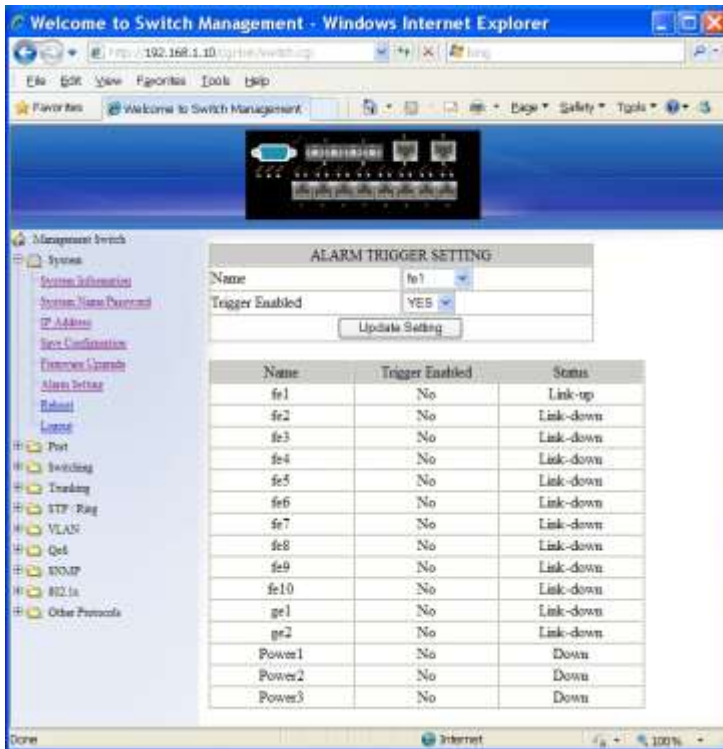 Welcome to Switch Management - Windows Internet Explorer
192.168.1.10
bing
File Edit View Favorites Tools Help
Favorites Welcome to Switch Management Page Safety Tools
Management Switch
System
System Information
System Name/Password
IP Address
Save Configuration
Firmware Upgrade
Alarm Setting
Reboot
Logout
Port
Switching
Trunking
STP / Ring
VLAN
QoS
SNMP
802.1x
Other Protocols
ALARM TRIGGER SETTING
Name fe1
Trigger Enabled YES
Update Setting
Name Trigger Enabled Status
fe1 No Link-up
fe2 No Link-down
fe3 No Link-down
fe4 No Link-down
fe5 No Link-down
fe6 No Link-down
fe7 No Link-down
fe8 No Link-down
fe9 No Link-down
fe10 No Link-down
ge1 No Link-down
ge2 No Link-down
Power1 No Down
Power2 No Down
Power3 No Down
Done Internet 100%